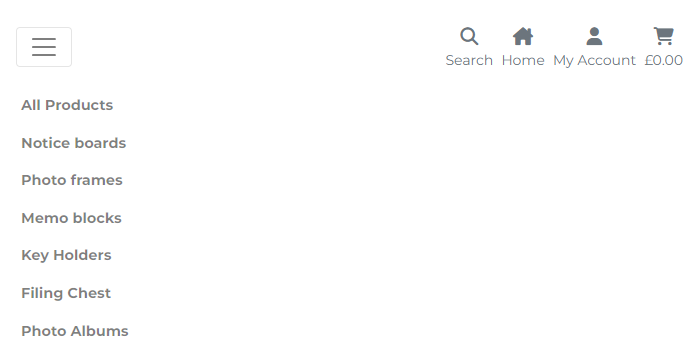 Search Home My Account £0.00
All Products
Notice boards
Photo frames
Memo blocks
Key Holders
Filing Chest
Photo Albums